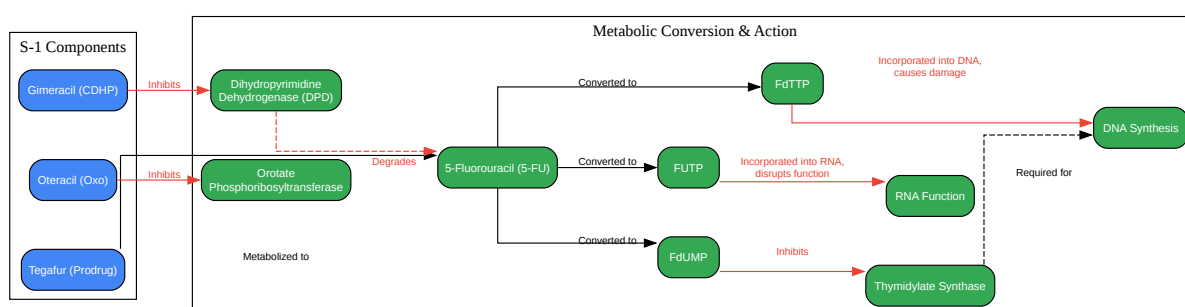 Metabolic Conversion & Action
S-1 Components
Gimeracil (CDHP)
Inhibits
Dihydropyrimidine
Dehydrogenase (DPD)
Converted to
FdTTP
Incorporated into DNA,
causes damage
DNA Synthesis
Oteracil (Oxo)
Inhibits
Orotate
Phosphoribosyltransferase
Degrades
5-Fluorouracil (5-FU)
Converted to
FUTP
Incorporated into RNA,
disrupts function
RNA Function
Required for
Tegafur (Prodrug)
Metabolized to
Converted to
FdUMP
Inhibits
Thymidylate Synthase